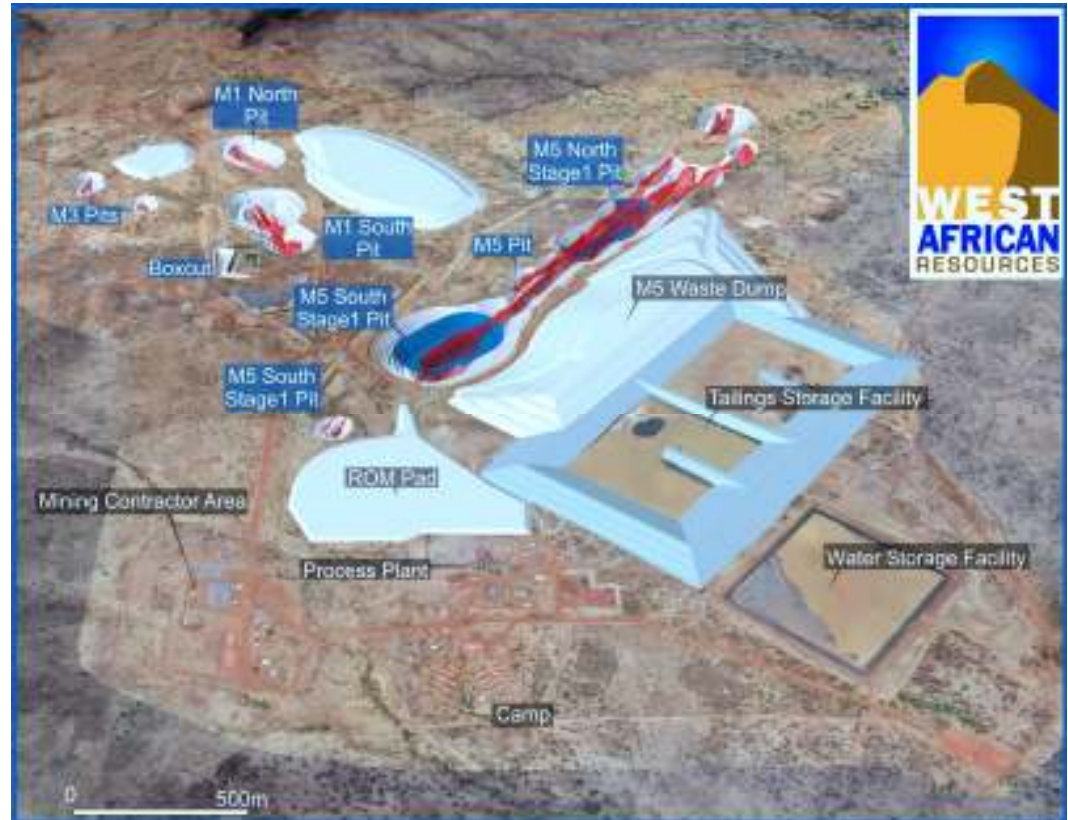 M1 North
Pit
M5 North
Stage1 Pit
WEST
AFRICAN
RESOURCES
M3 Pits
M1 South
Pit
M5 Pit
Boxcut
M5 South
Stage1 Pit
M5 Waste Dump
M5 South
Stage1 Pit
Tailings Storage Facility
ROM Pad
Mining Contractor Area
Water Storage Facility
Process Plant
Camp
0
500m